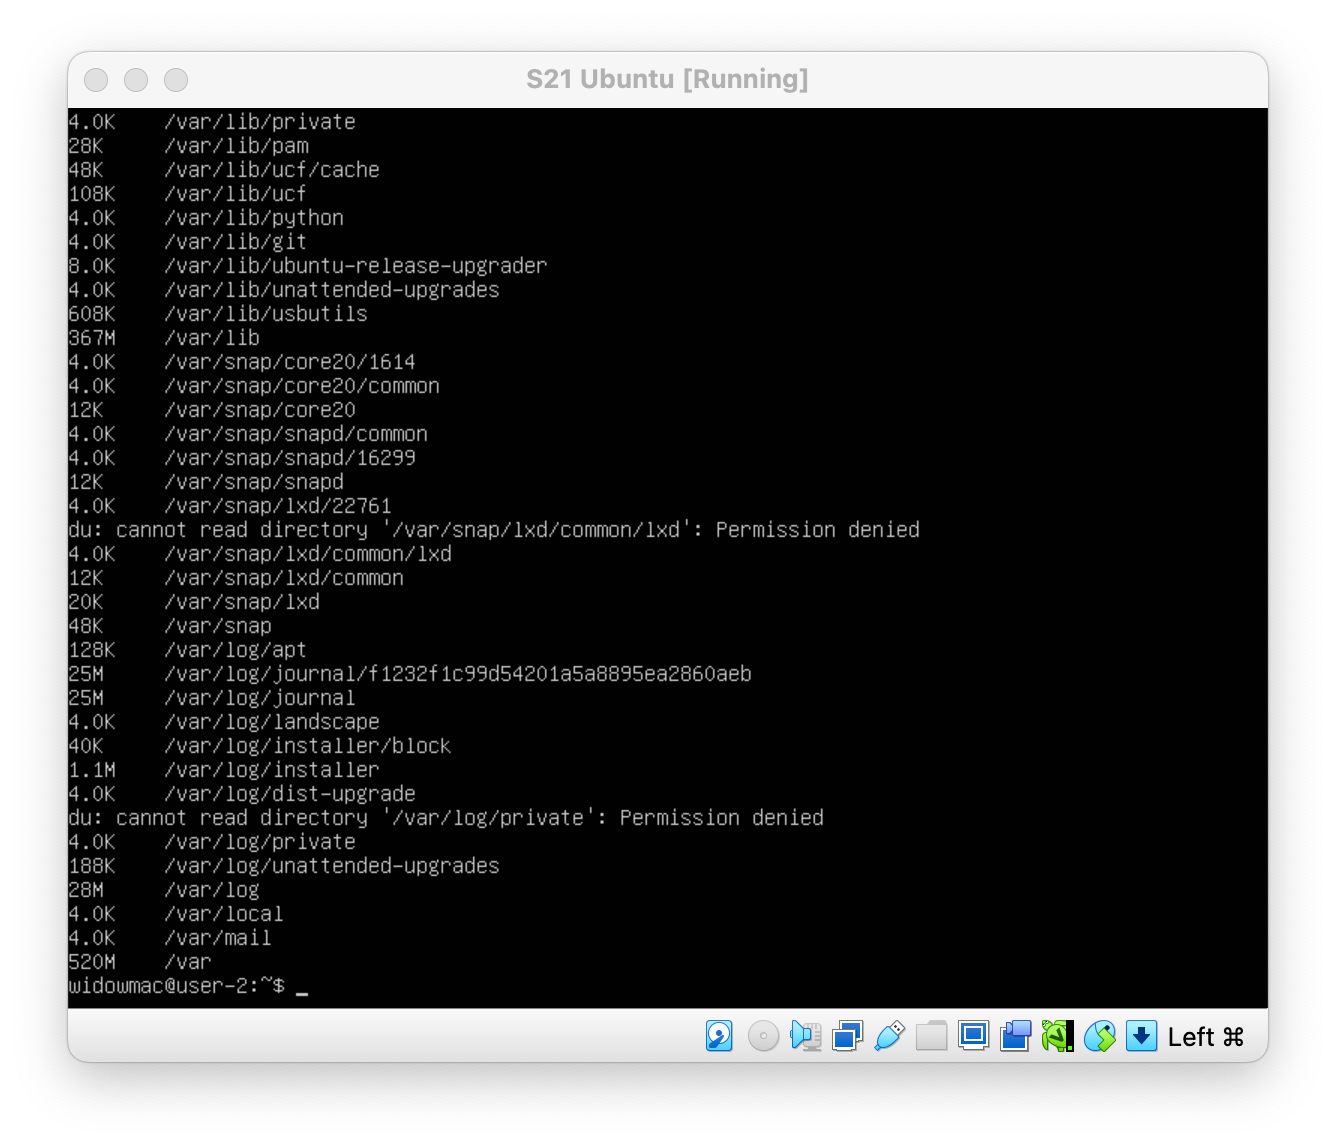 S21 Ubuntu [Running]
4.0K /var/lib/private
28K /var/lib/pam
48K /var/lib/ucf/cache
108K /var/lib/ucf
4.0K /var/lib/python
4.0K /var/lib/git
8.0K /var/lib/ubuntu-release-upgrader
4.0K /var/lib/unattended-upgrades
608K /var/lib/usbutils
367M /var/lib
4.0K /var/snap/core20/1614
4.0K /var/snap/core20/common
12K /var/snap/core20
4.0K /var/snap/snapd/common
4.0K /var/snap/snapd/16299
12K /var/snap/snapd
4.0K /var/snap/lxd/22761
du: cannot read directory '/var/snap/lxd/common/lxd': Permission denied
4.0K /var/snap/lxd/common/lxd
12K /var/snap/lxd/common
20K /var/snap/lxd
48K /var/snap
128K /var/log/apt
25M /var/log/journal/f1232f1c99d54201a5a8895ea2860aeb
25M /var/log/journal
4.0K /var/log/landscape
40K /var/log/installer/block
1.1M /var/log/installer
4.0K /var/log/dist-upgrade
du: cannot read directory '/var/log/private': Permission denied
4.0K /var/log/private
188K /var/log/unattended-upgrades
28M /var/log
4.0K /var/local
4.0K /var/mail
520M /var
widowmac@user-2:~$ _
Left ⌘